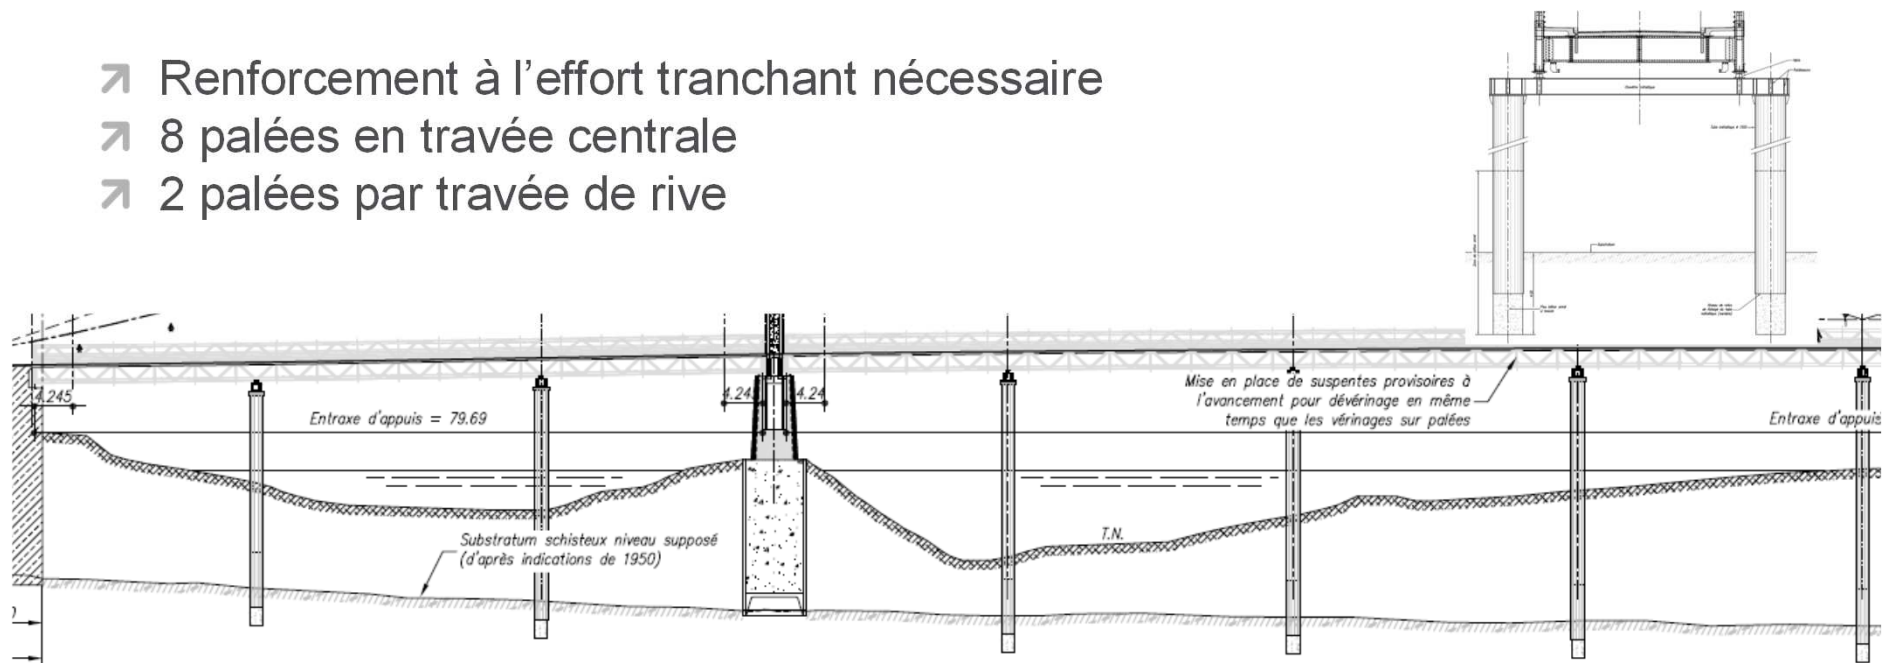 Renforcement à l'effort tranchant nécessaire
8 palées en travée centrale
2 palées par travée de rive
4.245
Entraxe d'appuis = 79.69
4.24
4.24
Mise en place de suspentes provisoires à
l'avancement pour dévérinage en même
temps que les vérinages sur palées
Entraxe d'appuis
Substratum schisteux niveau supposé
(d'après indications de 1950)
T.N.